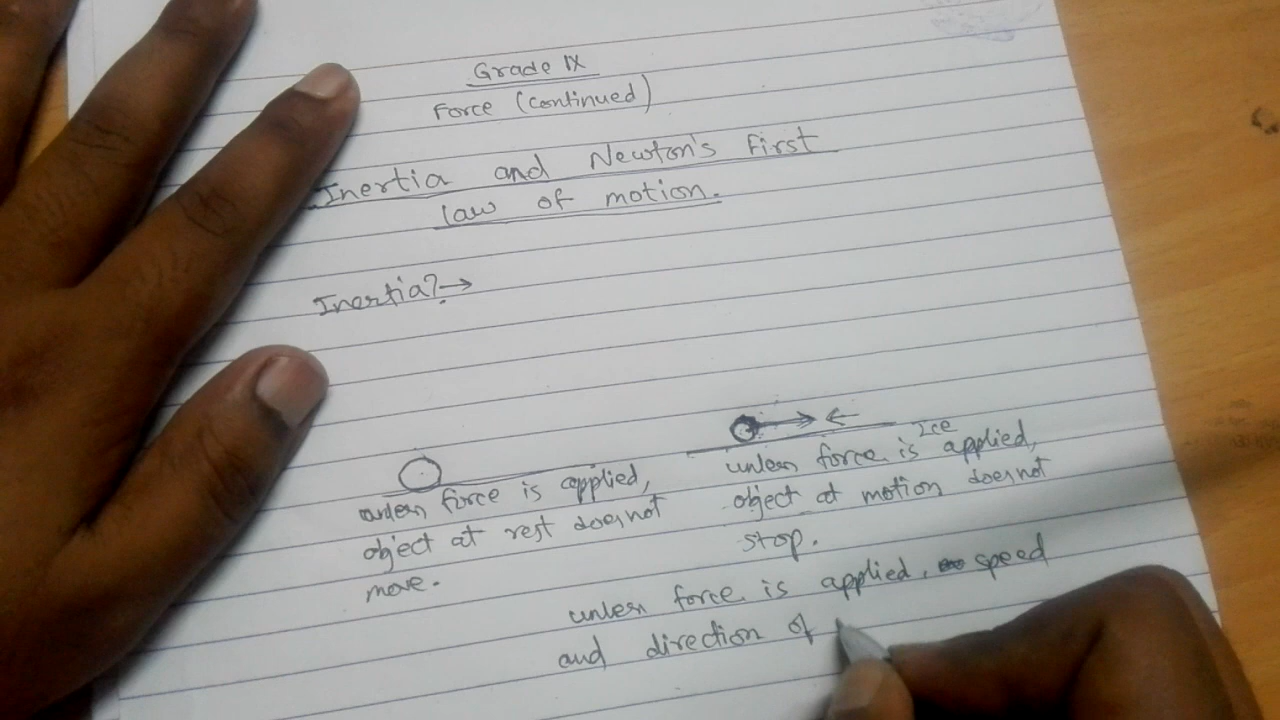 Grade IX
Force (Continued)
Inertia and Newton's First
law of motion.
Inertia? →
Ice
unless force is applied,
object at rest does not
move.
unless force is applied,
object at motion does not
stop.
unless force is applied, speed
and direction of